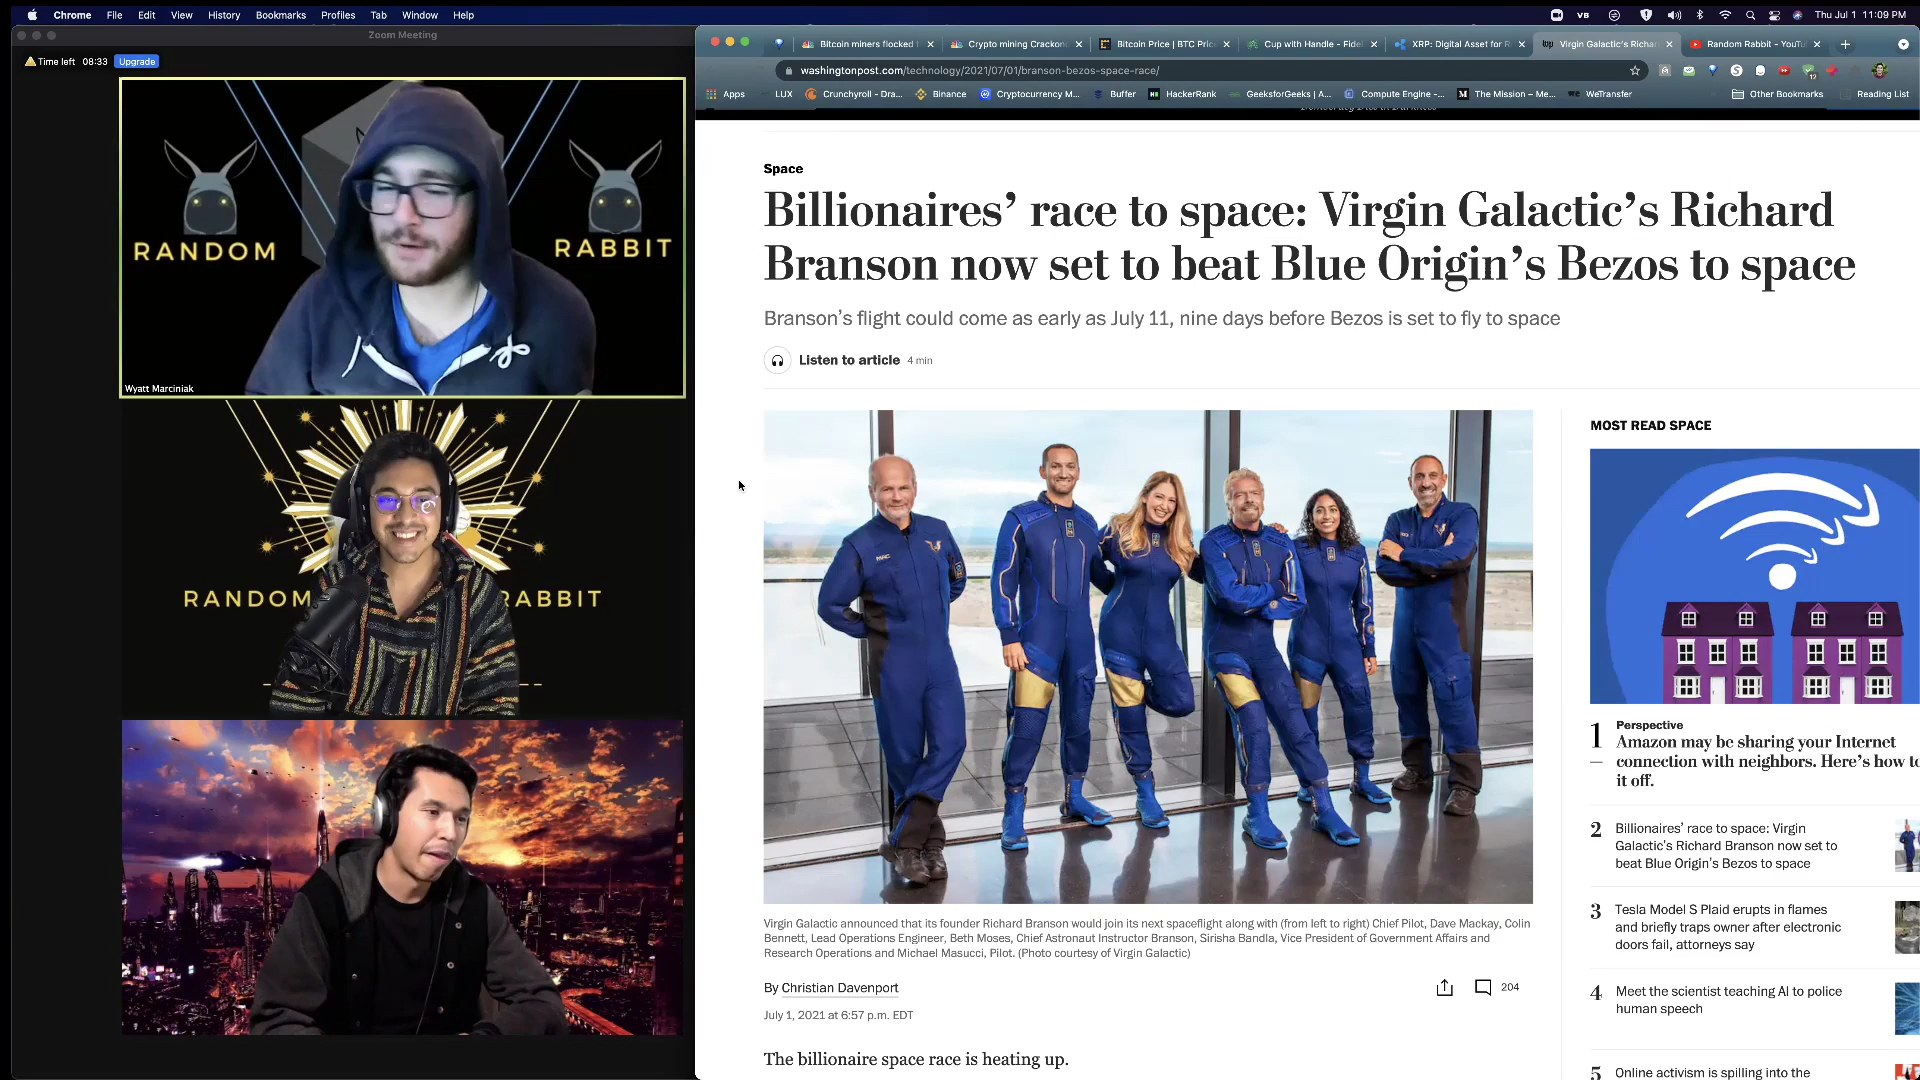 Chrome File Edit View History Bookmarks Profiles Tab Window Help
VB
Thu Jul 1 11:09 PM
Zoom Meeting
Time left 08:33 Upgrade
RANDOM RABBIT
Wyatt Marciniak
RANDOM RABBIT
Bitcoin miners flocked t
Crypto mining Crackon
Bitcoin Price | BTC Pric
Cup with Handle - Fidel
XRP: Digital Asset for R
Virgin Galactic's Richar
Random Rabbit - YouTu
washingtonpost.com/technology/2021/07/01/branson-bezos-space-race/
12
Apps LUX Crunchyroll - Dra... Binance Cryptocurrency M... Buffer HackerRank GeeksforGeeks | A... Compute Engine -... The Mission – Me... WeTransfer Other Bookmarks Reading List
Democracy Dies in Darkness
Space
Billionaires’ race to space: Virgin Galactic’s Richard
Branson now set to beat Blue Origin’s Bezos to space
Branson’s flight could come as early as July 11, nine days before Bezos is set to fly to space
Listen to article 4 min
MAC
Virgin Galactic announced that its founder Richard Branson would join its next spaceflight along with (from left to right) Chief Pilot, Dave Mackay, Colin
Bennett, Lead Operations Engineer, Beth Moses, Chief Astronaut Instructor Branson, Sirisha Bandla, Vice President of Government Affairs and
Research Operations and Michael Masucci, Pilot. (Photo courtesy of Virgin Galactic)
By Christian Davenport
204
July 1, 2021 at 6:57 p.m. EDT
The billionaire space race is heating up.
MOST READ SPACE
1
Perspective
Amazon may be sharing your Internet
connection with neighbors. Here’s how to
it off.
2
Billionaires’ race to space: Virgin
Galactic’s Richard Branson now set to
beat Blue Origin’s Bezos to space
3
Tesla Model S Plaid erupts in flames
and briefly traps owner after electronic
doors fail, attorneys say
4
Meet the scientist teaching AI to police
human speech
5
Online activism is spilling into the